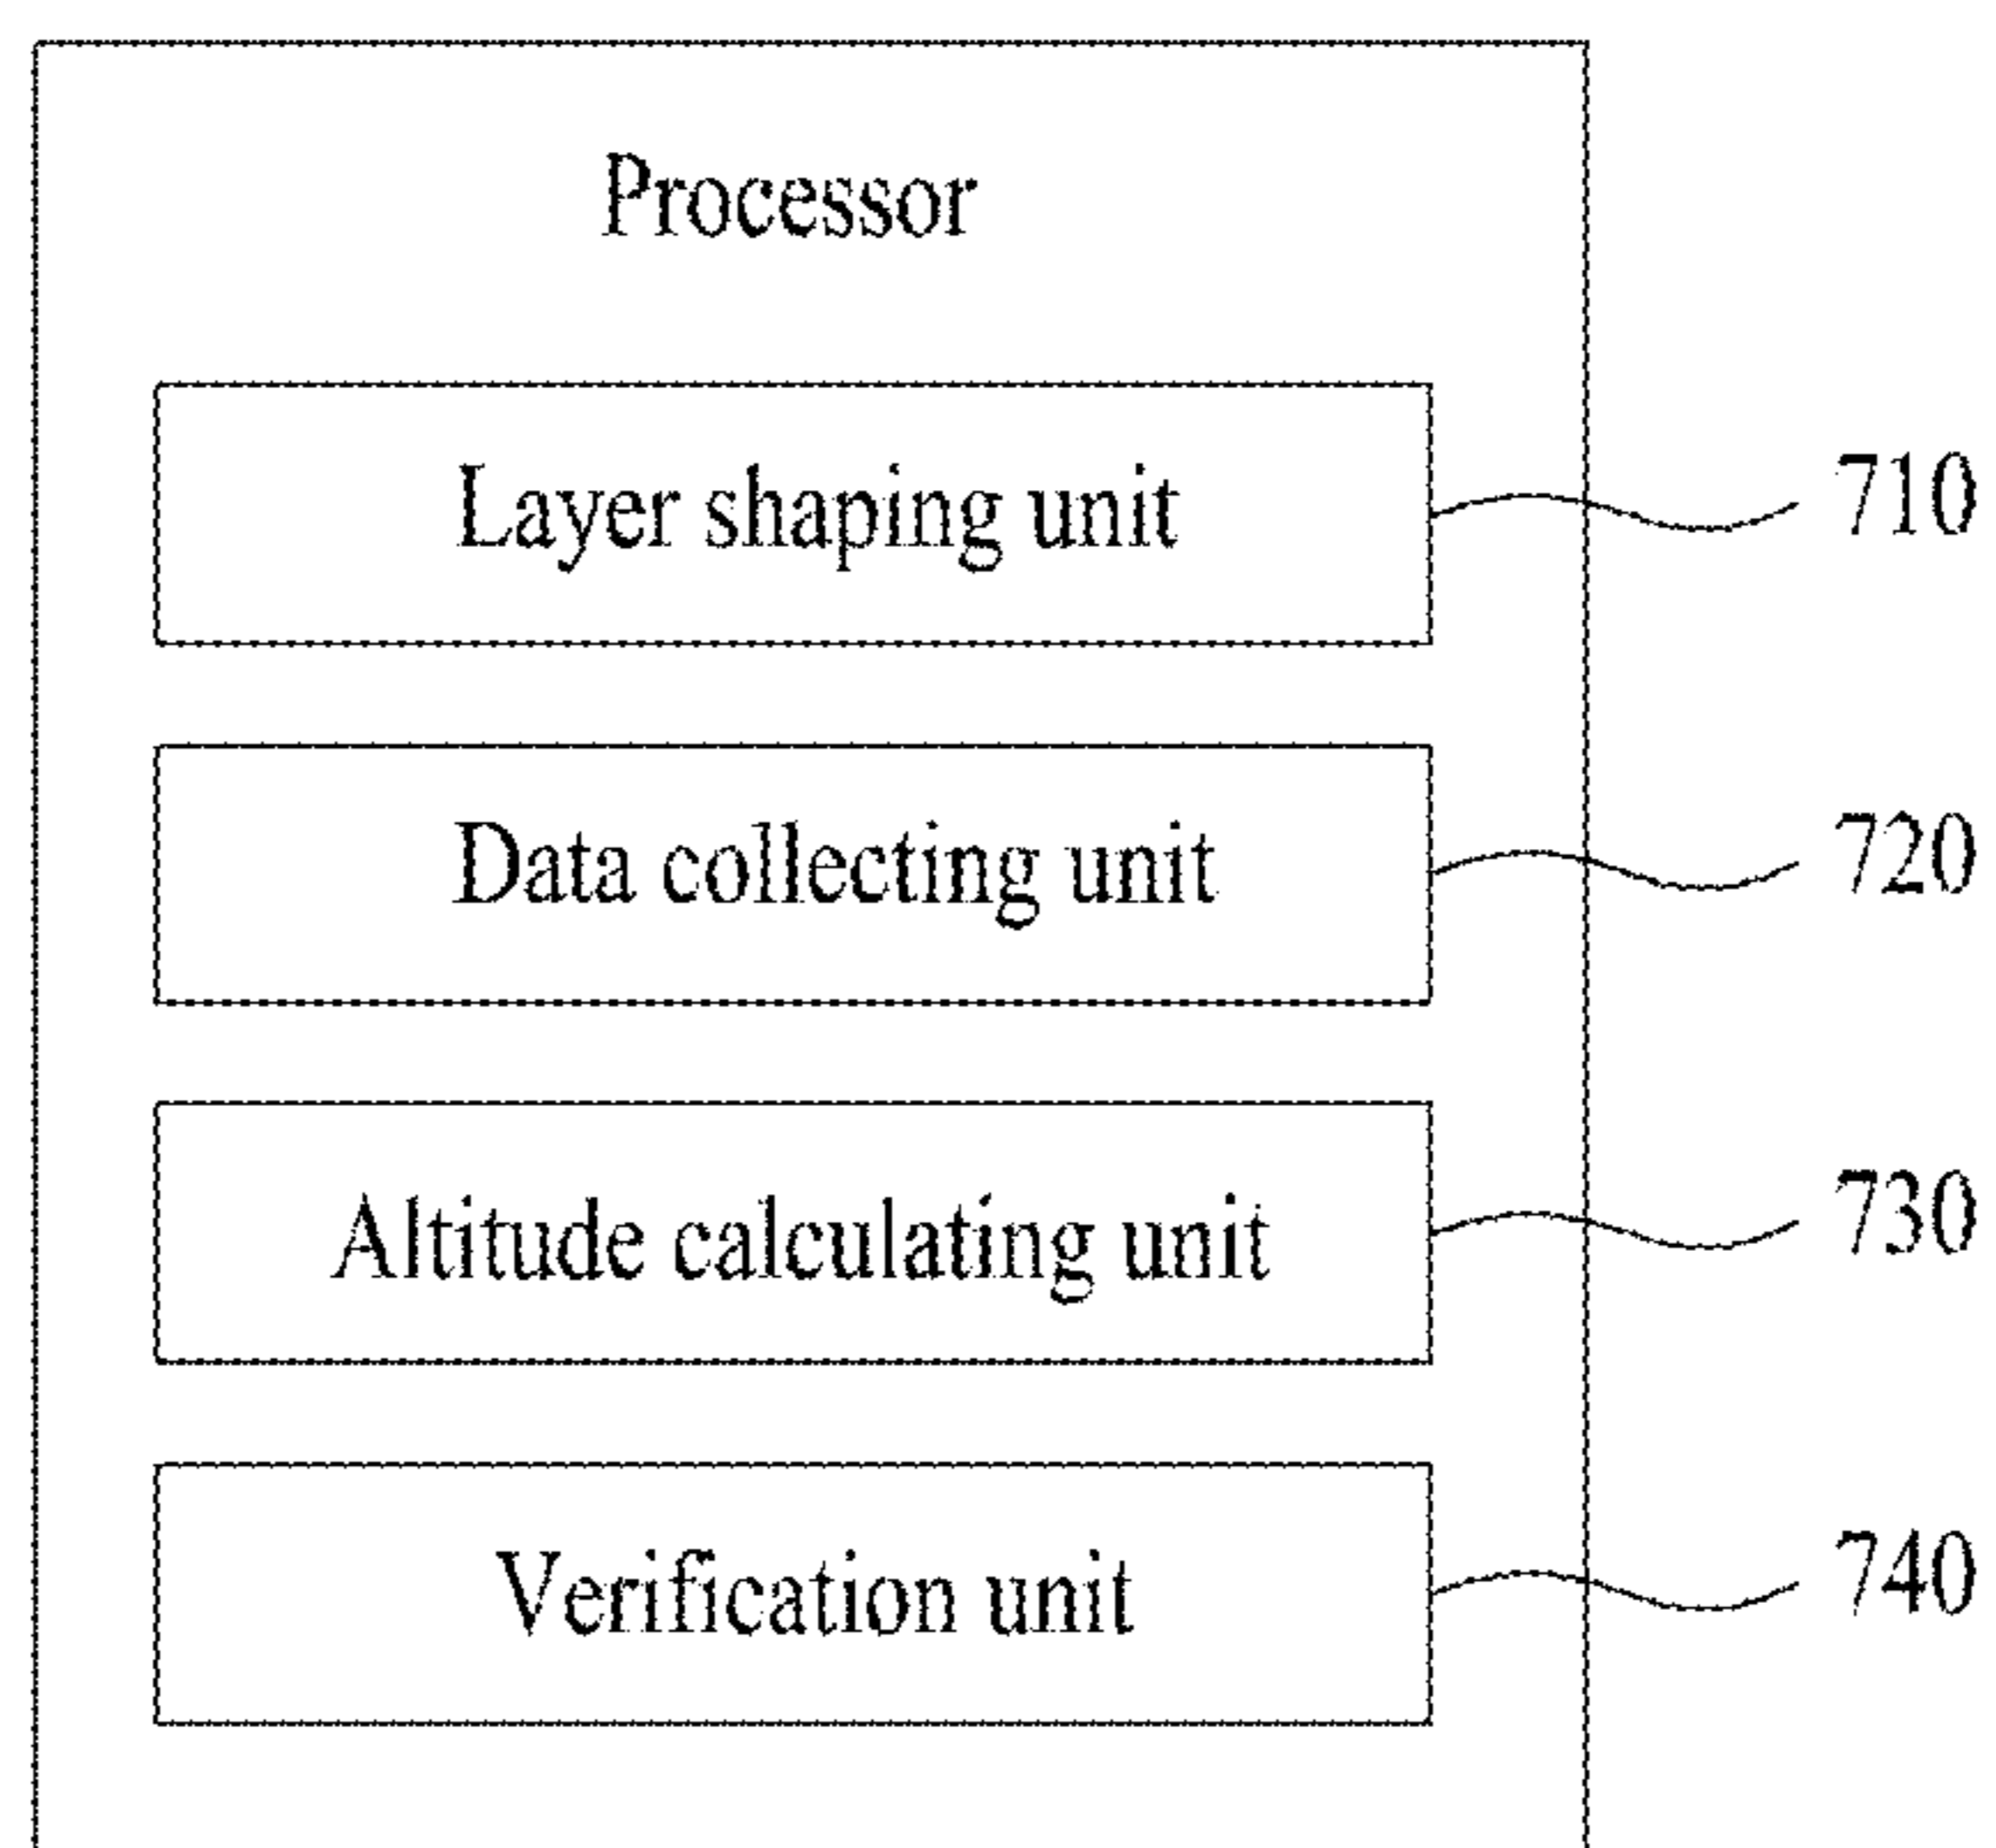 Processor
Layer shaping unit 710
Data collecting unit 720
Altitude calculating unit 730
Verification unit 740